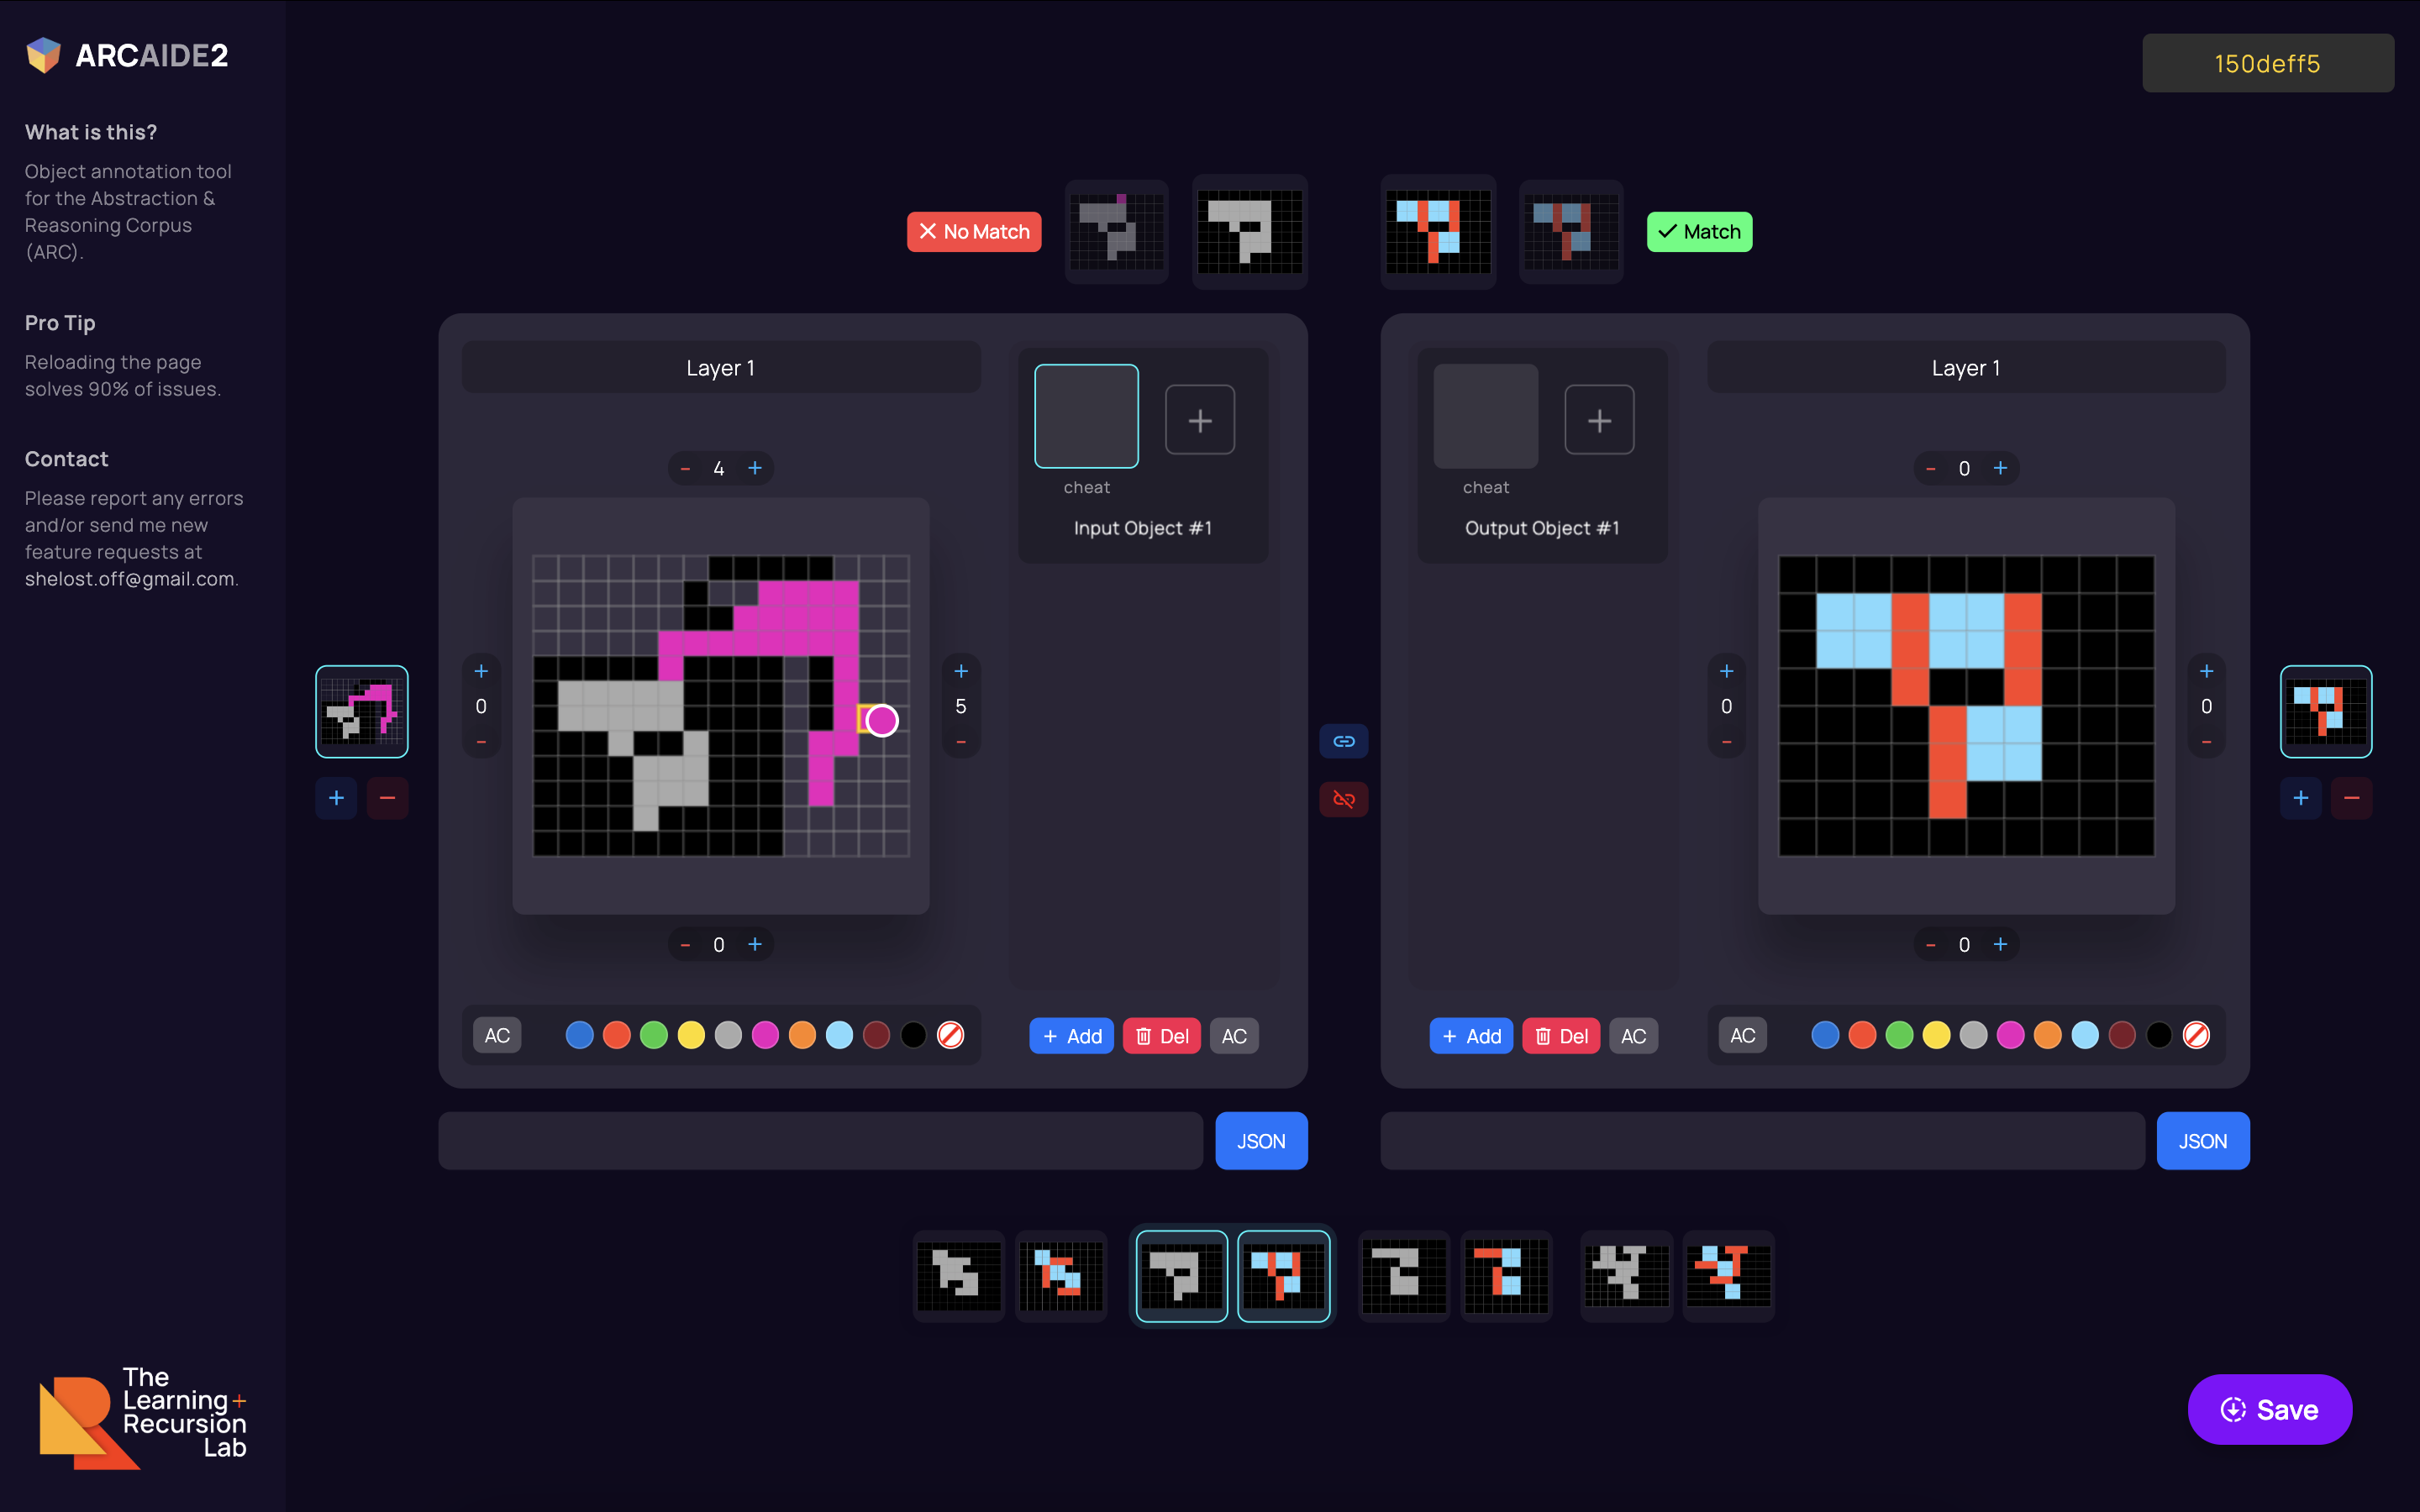 ARCAIDE2
What is this?
Object annotation tool
for the Abstraction &
Reasoning Corpus
(ARC).
Pro Tip
Reloading the page
solves 90% of issues.
Contact
Please report any errors
and/or send me new
feature requests at
shelost.off@gmail.com.
The
Learning+
Recursion
Lab
150deff5
No Match
Match
Layer 1
- 4 +
+
0
-
+
5
-
- 0 +
AC
+
cheat
Input Object #1
+ Add
Del
AC
+
cheat
Output Object #1
+ Add
Del
AC
Layer 1
- 0 +
+
0
-
+
0
-
- 0 +
AC
+ -
+ -
JSON
JSON
Save